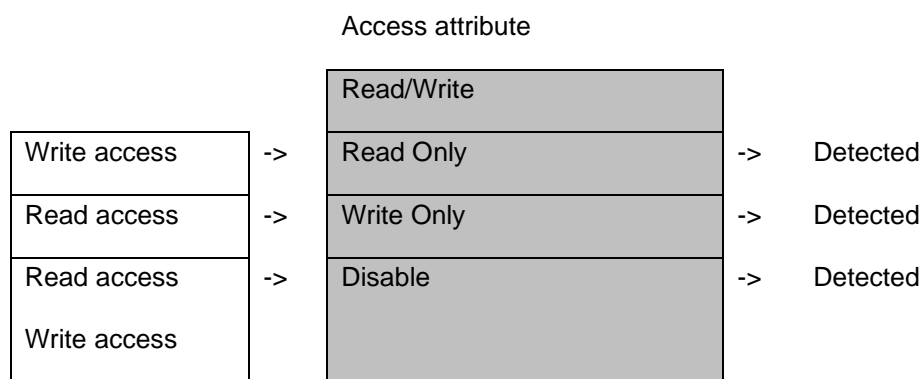 Access attribute
Read/Write
Write access -> Read Only -> Detected
Read access -> Write Only -> Detected
Read access -> Disable -> Detected
Write access